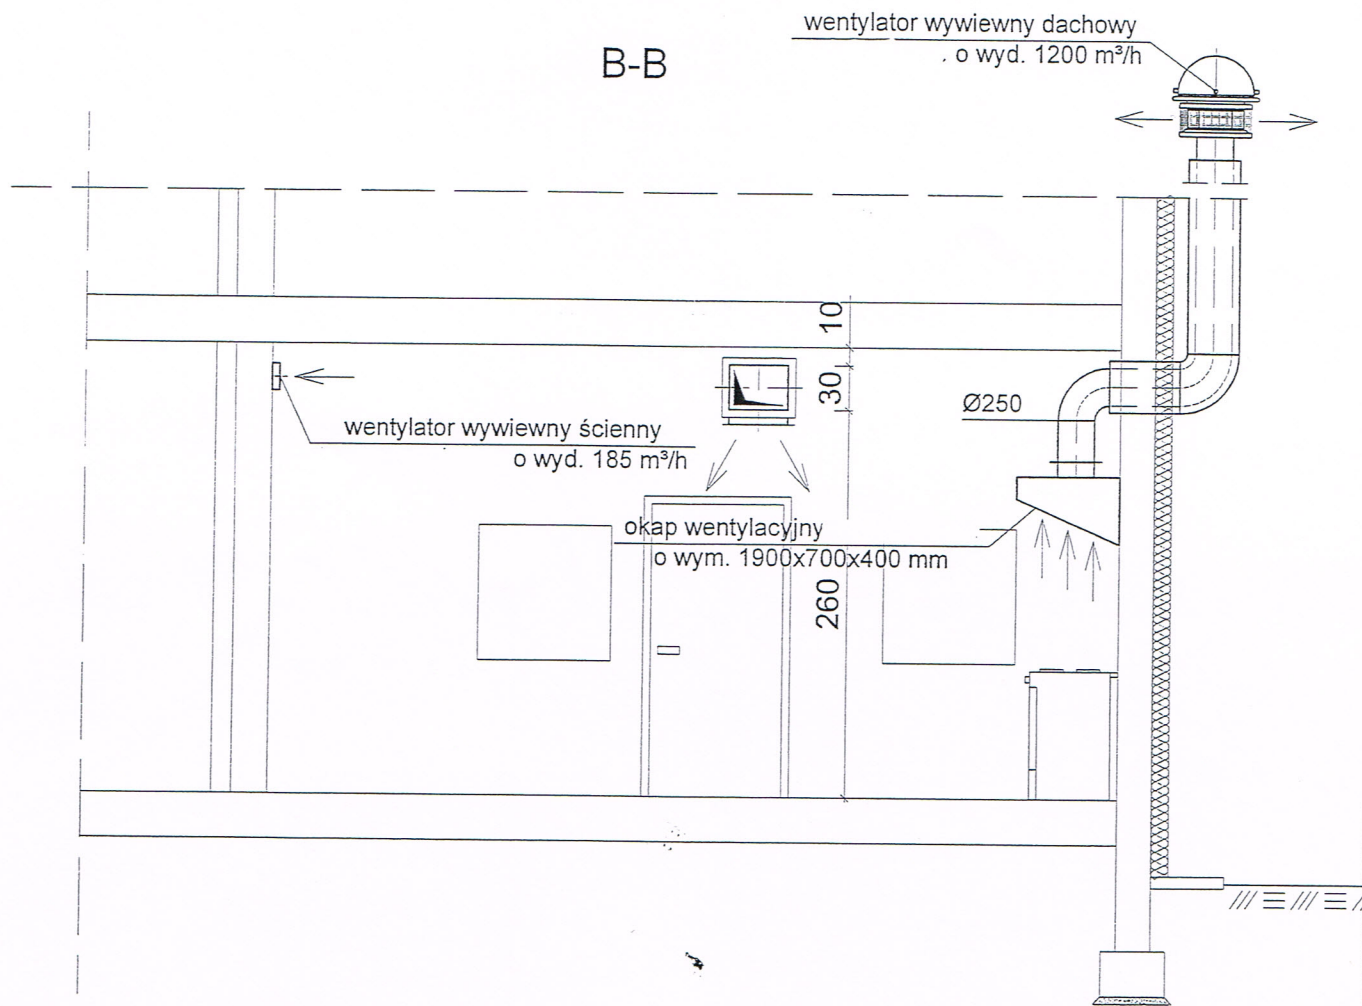 wentylator wywiewny dachowy
. o wyd. 1200 m³/h
B-B
10
30
Ø250
wentylator wywiewny ścienny
o wyd. 185 m³/h
okap wentylacyjny
o wym. 1900x700x400 mm
260